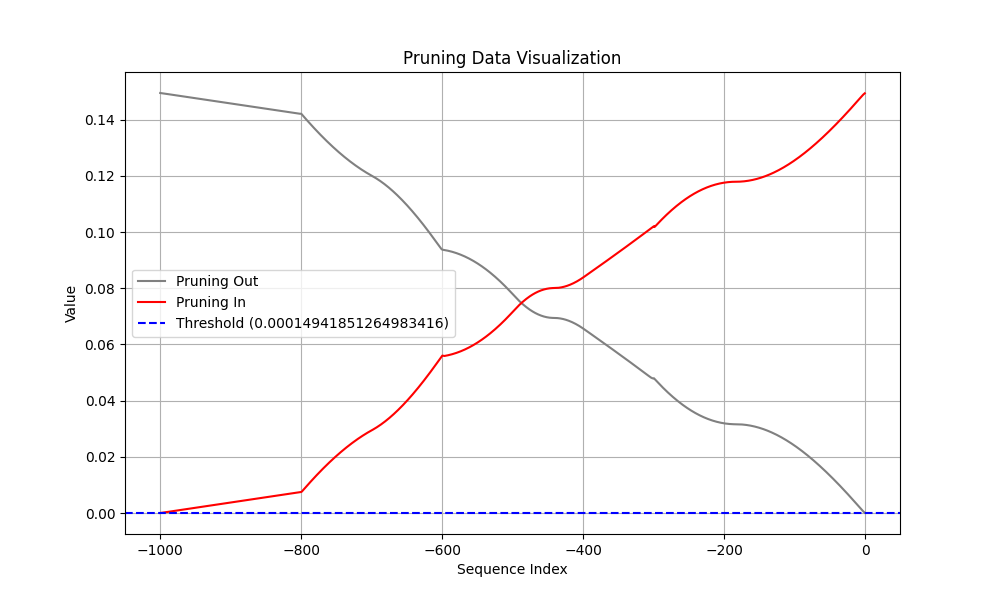 Pruning Data Visualization
0.14
0.12
0.10
0.08
0.06
0.04
0.02
0.00
Value
Pruning Out
Pruning In
Threshold (0.00014941851264983416)
−1000
−800
−600
−400
−200
0
Sequence Index